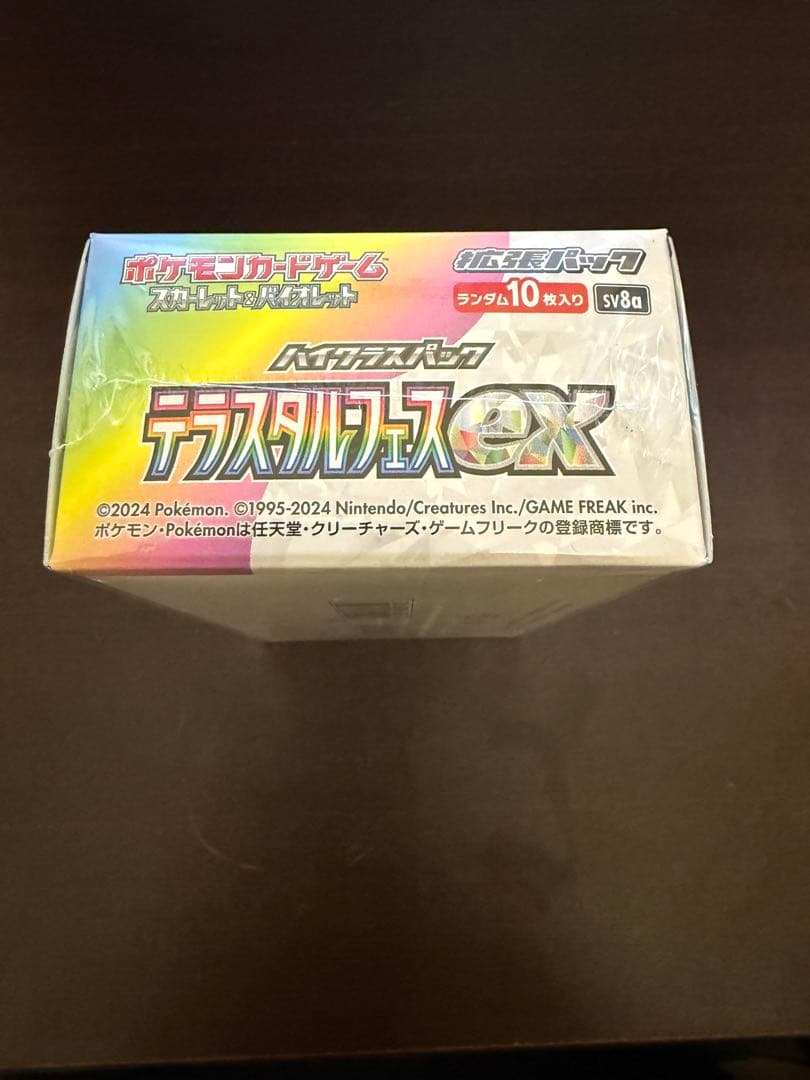 ポケモンカードゲーム™
スカーレット&バイオレット
拡張パック
ランダム10枚入り
sv8a
ハイクラスパック
テラスタルフェスex
©2024 Pokémon. ©1995-2024 Nintendo/Creatures Inc./GAME FREAK inc.
ポケモン・Pokémonは任天堂・クリーチャーズ・ゲームフリークの登録商標です。